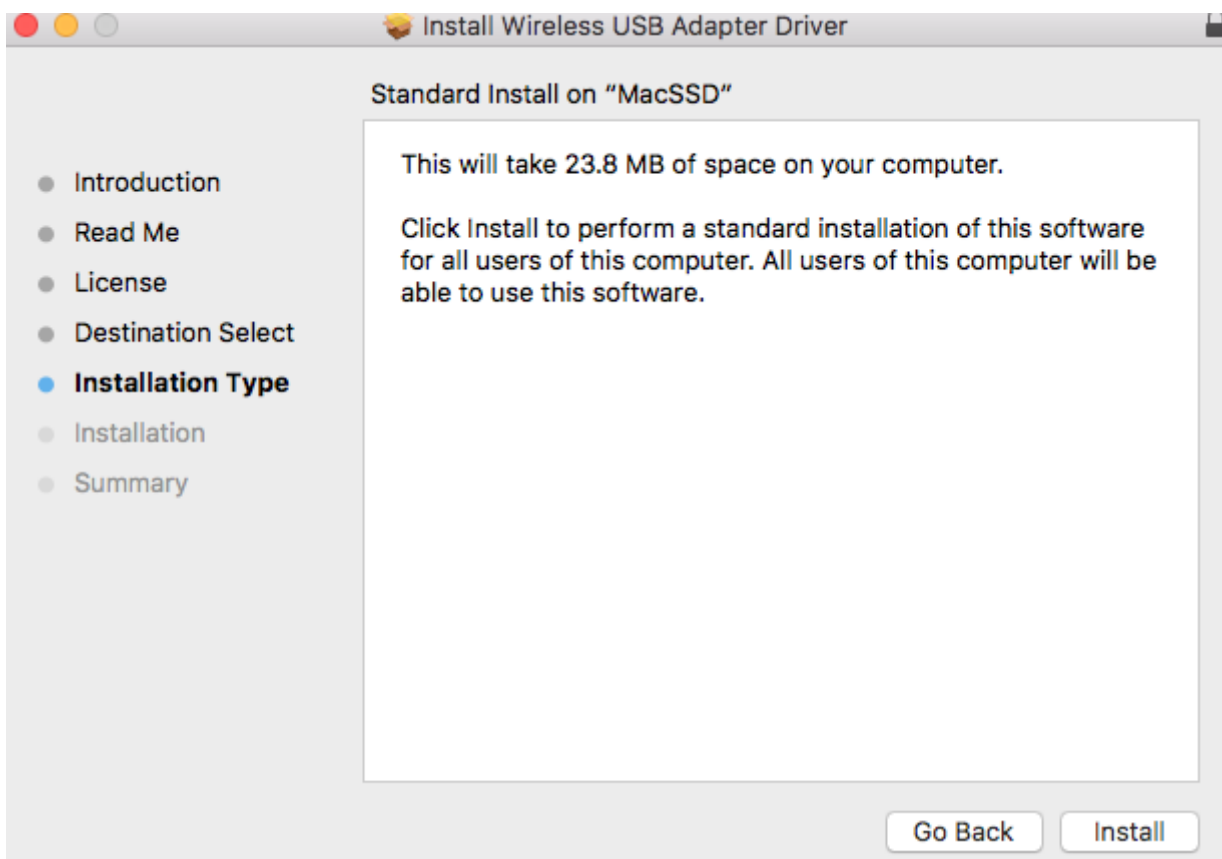 Install Wireless USB Adapter Driver
Standard Install on “MacSSD”
Introduction
Read Me
License
Destination Select
Installation Type
Installation
Summary
This will take 23.8 MB of space on your computer.
Click Install to perform a standard installation of this software
for all users of this computer. All users of this computer will be
able to use this software.
Go Back
Install